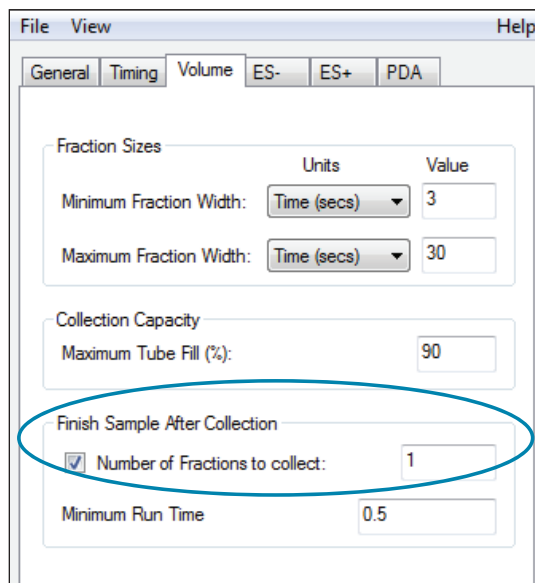 File View Help
General Timing Volume ES- ES+ PDA
Fraction Sizes
Units Value
Minimum Fraction Width: Time (secs) 3
Maximum Fraction Width: Time (secs) 30
Collection Capacity
Maximum Tube Fill (%): 90
Finish Sample After Collection
Number of Fractions to collect: 1
Minimum Run Time 0.5